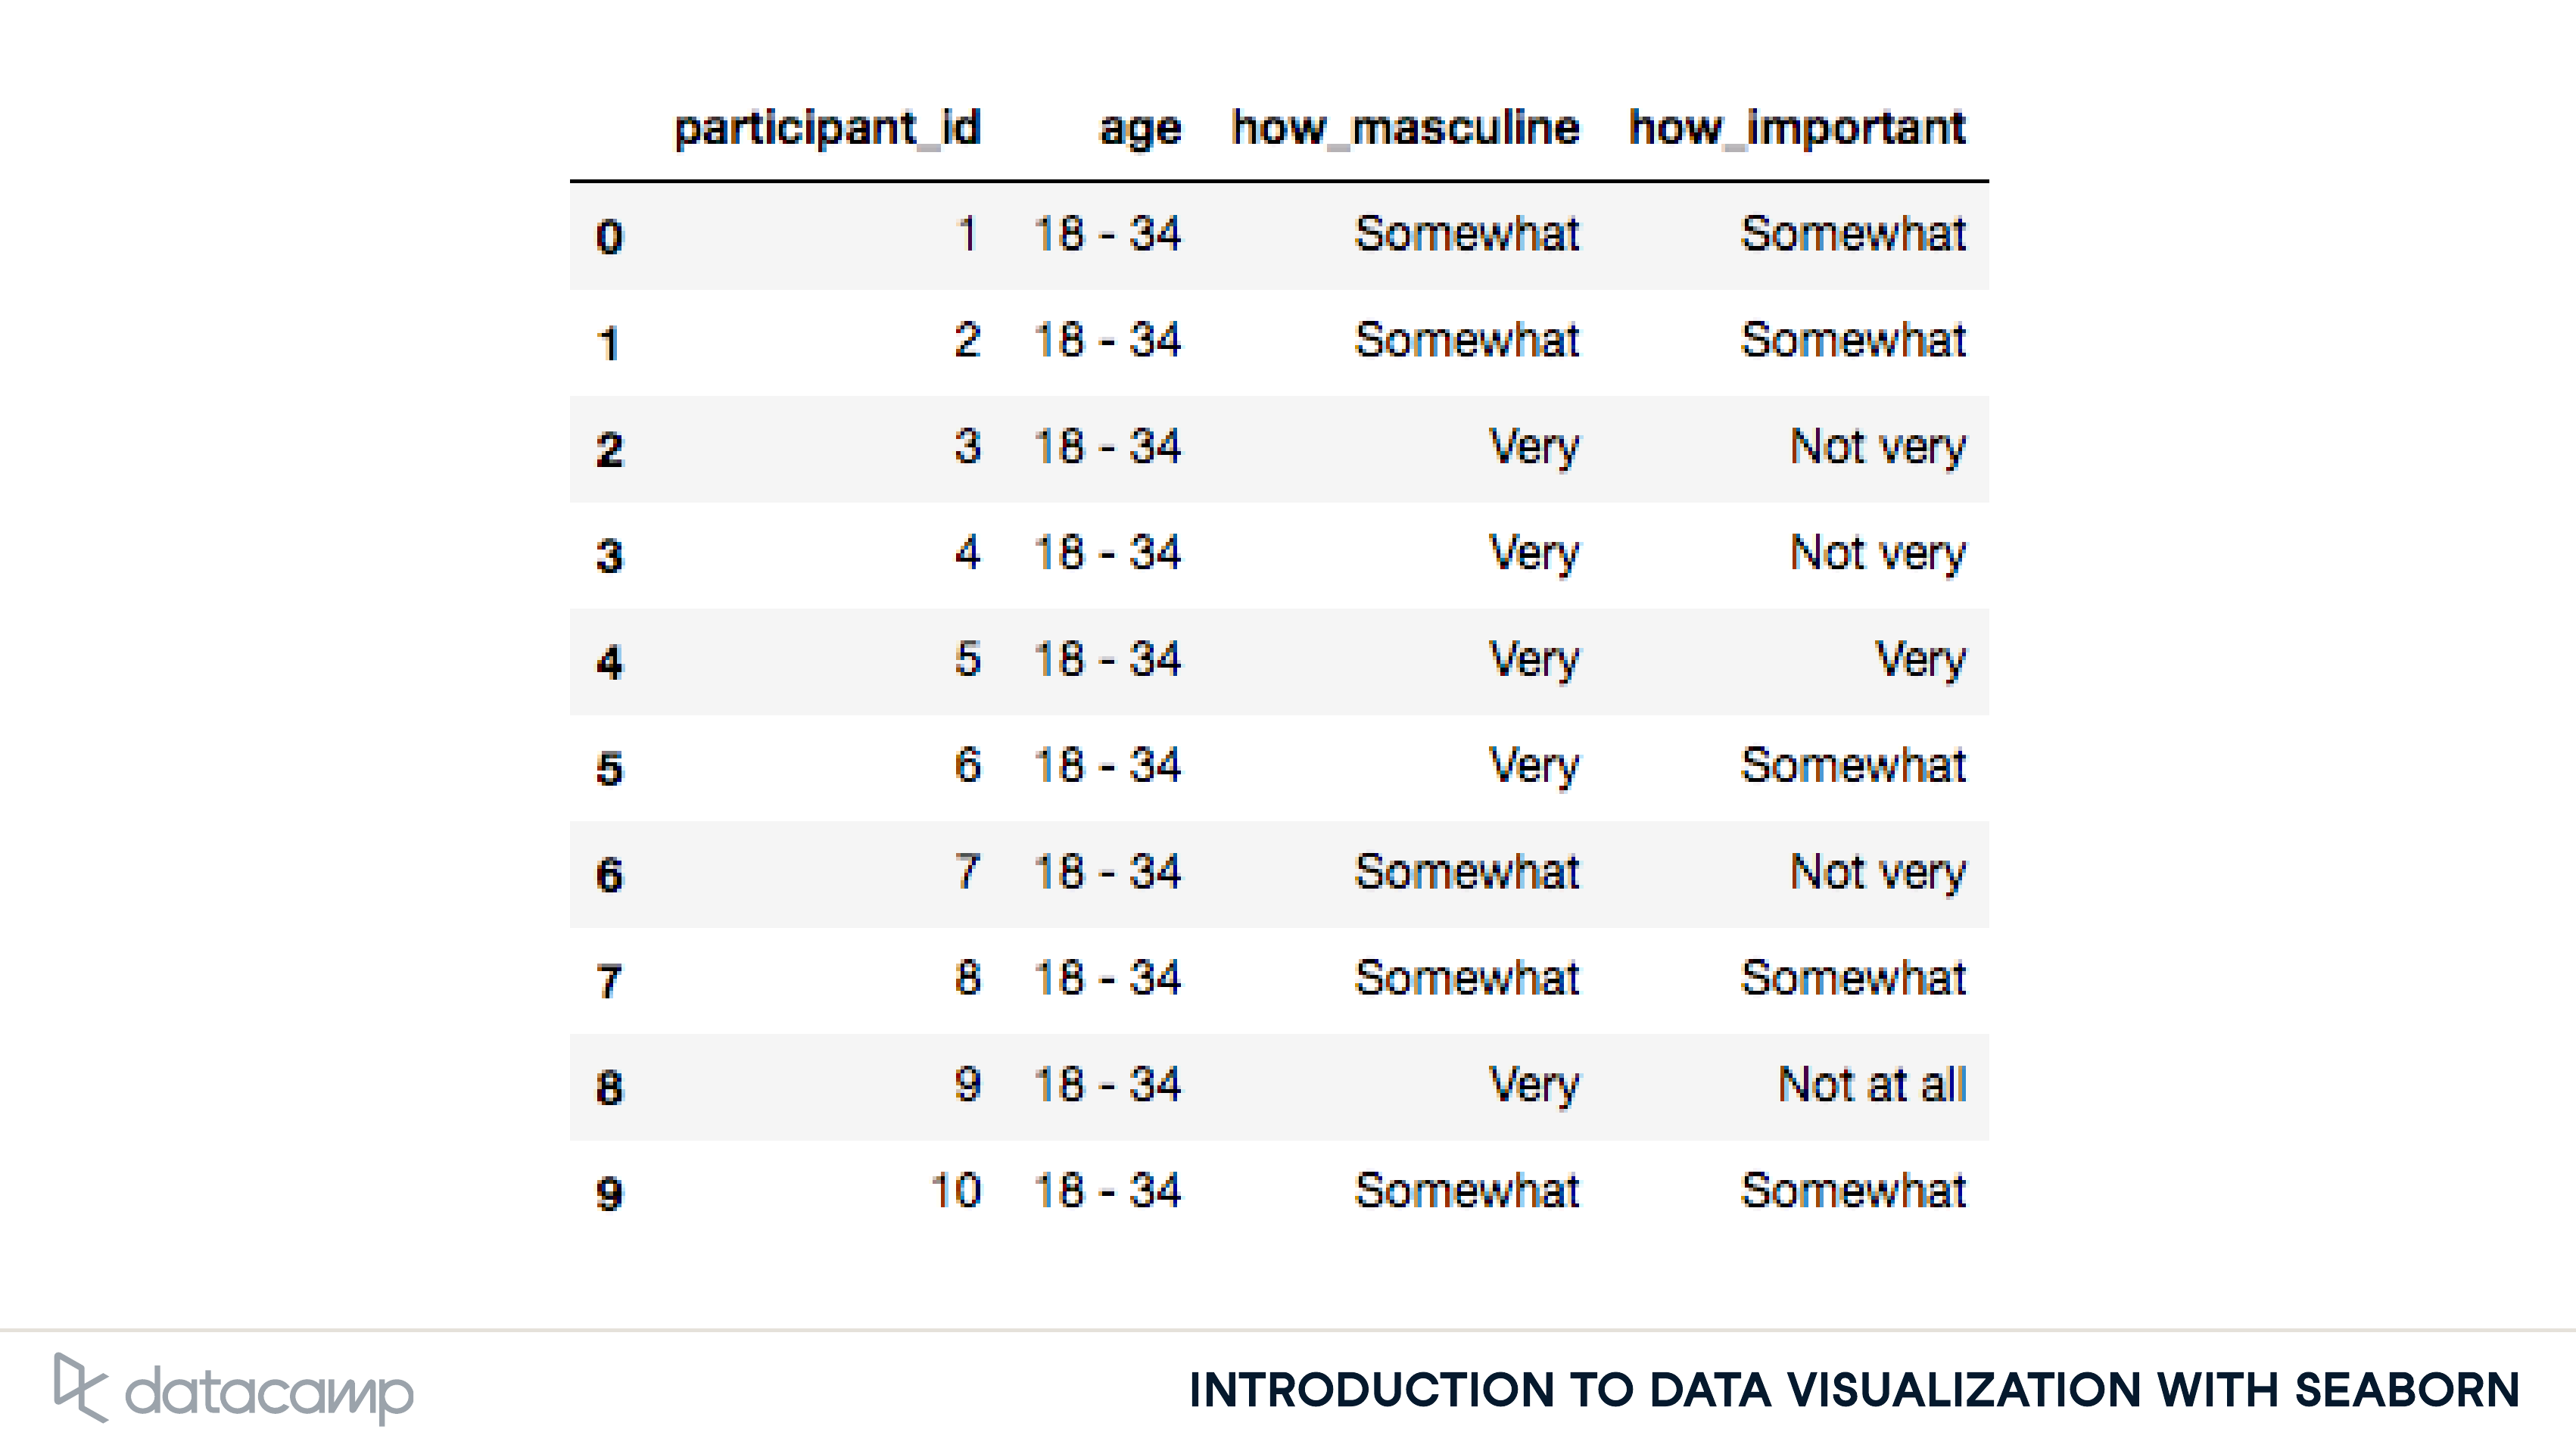 participant_id age how_masculine how_important
0 1 18 - 34 Somewhat Somewhat
1 2 18 - 34 Somewhat Somewhat
2 3 18 - 34 Very Not very
3 4 18 - 34 Very Not very
4 5 18 - 34 Very Very
5 6 18 - 34 Very Somewhat
6 7 18 - 34 Somewhat Not very
7 8 18 - 34 Somewhat Somewhat
8 9 18 - 34 Very Not at all
9 10 18 - 34 Somewhat Somewhat
datacamp INTRODUCTION TO DATA VISUALIZATION WITH SEABORN